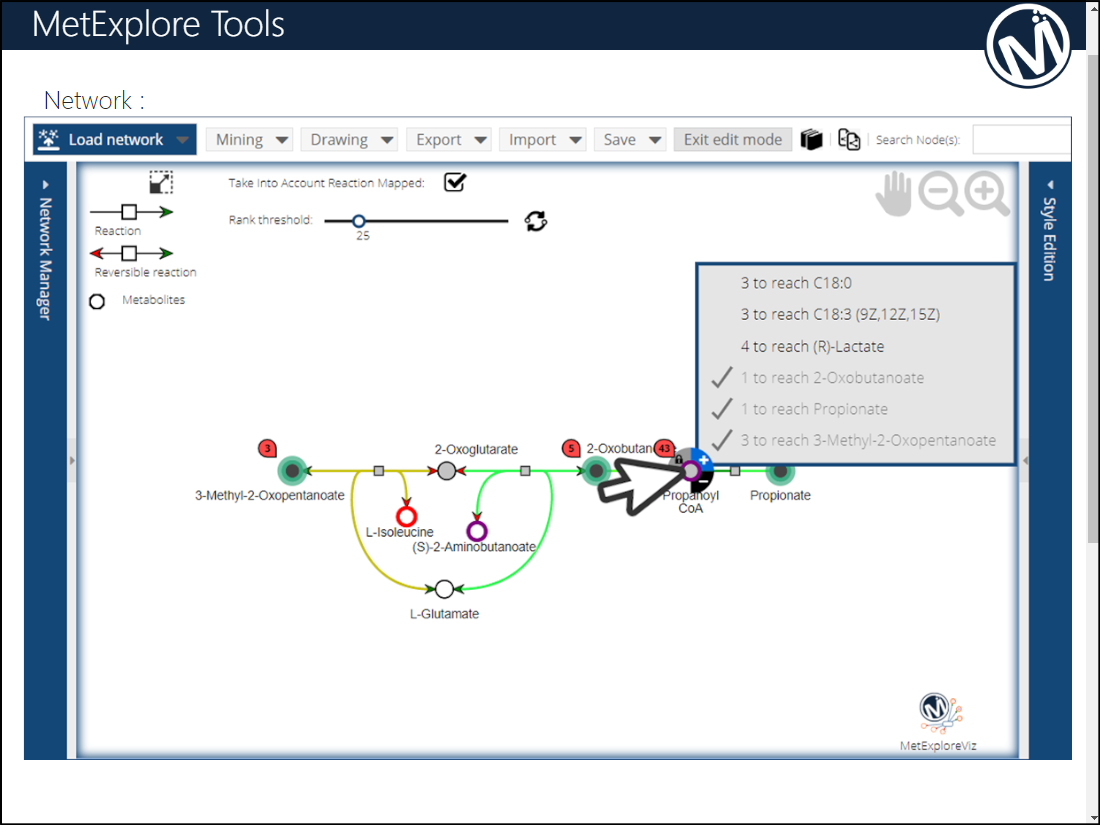 MetExplore Tools
Network :
Load network
Mining
Drawing
Export
Import
Save
Exit edit mode
Search Node(s):
Network Manager
Style Edition
Reaction
Reversible reaction
Metabolites
Take Into Account Reaction Mapped:
Rank threshold:
25
3 to reach C18:0
3 to reach C18:3 (9Z,12Z,15Z)
4 to reach (R)-Lactate
1 to reach 2-Oxobutanoate
1 to reach Propionate
3 to reach 3-Methyl-2-Oxopentanoate
3
2-Oxoglutarate
5
2-Oxobutan
43
3-Methyl-2-Oxopentanoate
Propanoyl
CoA
Propionate
L-Isoleucine
(S)-2-Aminobutanoate
L-Glutamate
MetExploreViz